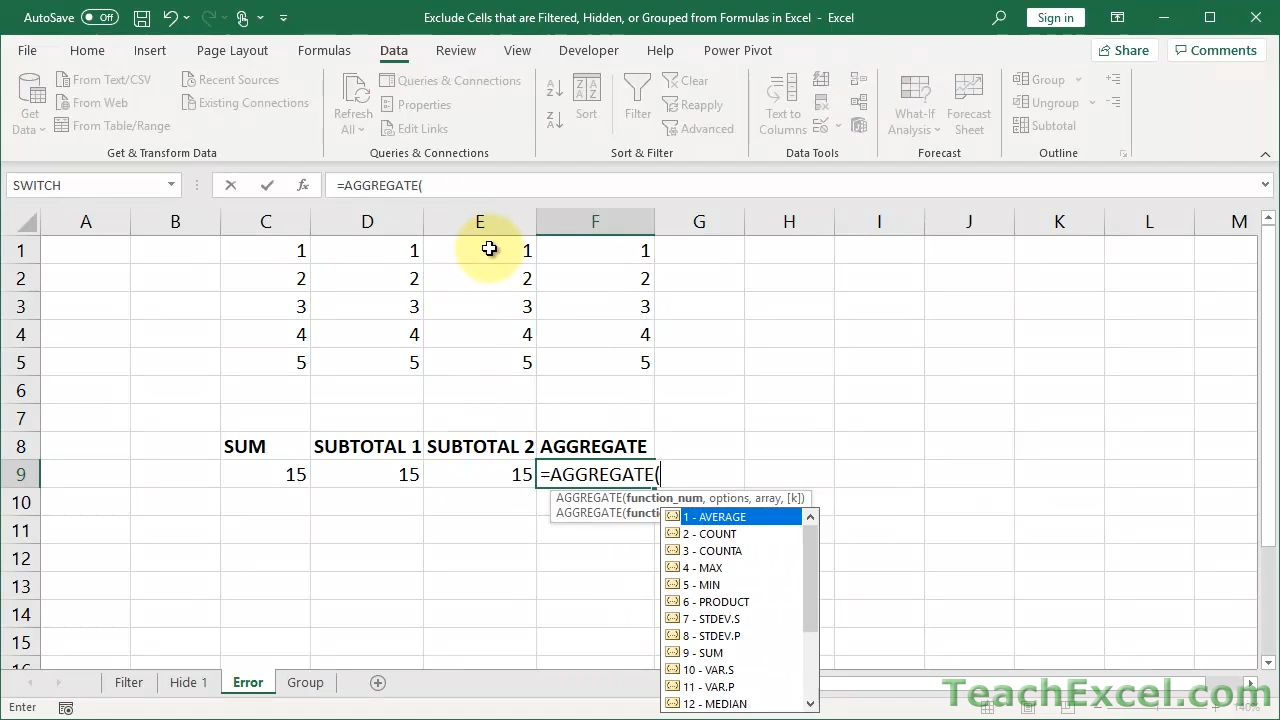 AutoSave Off
Exclude Cells that are Filtered, Hidden, or Grouped from Formulas in Excel - Excel
Sign in
File Home Insert Page Layout Formulas Data Review View Developer Help Power Pivot
Share Comments
Get Data
From Text/CSV
From Web
From Table/Range
Recent Sources
Existing Connections
Get & Transform Data
Refresh All
Queries & Connections
Properties
Edit Links
Queries & Connections
Sort
Filter
Clear
Reapply
Advanced
Sort & Filter
Text to Columns
Data Tools
What-If Analysis
Forecast Sheet
Forecast
Group
Ungroup
Subtotal
Outline
SWITCH fx =AGGREGATE(
A B C D E F G H I J K L M
1 1 1 1 1
2 2 2 2 2
3 3 3 3 3
4 4 4 4 4
5 5 5 5 5
6
7
8 SUM SUBTOTAL 1 SUBTOTAL 2 AGGREGATE
9 15 15 15 =AGGREGATE(
10
11
12
13
14
15
AGGREGATE(function_num, options, array, [k])
AGGREGATE(
1 - AVERAGE
2 - COUNT
3 - COUNTA
4 - MAX
5 - MIN
6 - PRODUCT
7 - STDEV.S
8 - STDEV.P
9 - SUM
10 - VAR.S
11 - VAR.P
12 - MEDIAN
Filter Hide 1 Error Group
Enter
TeachExcel.com